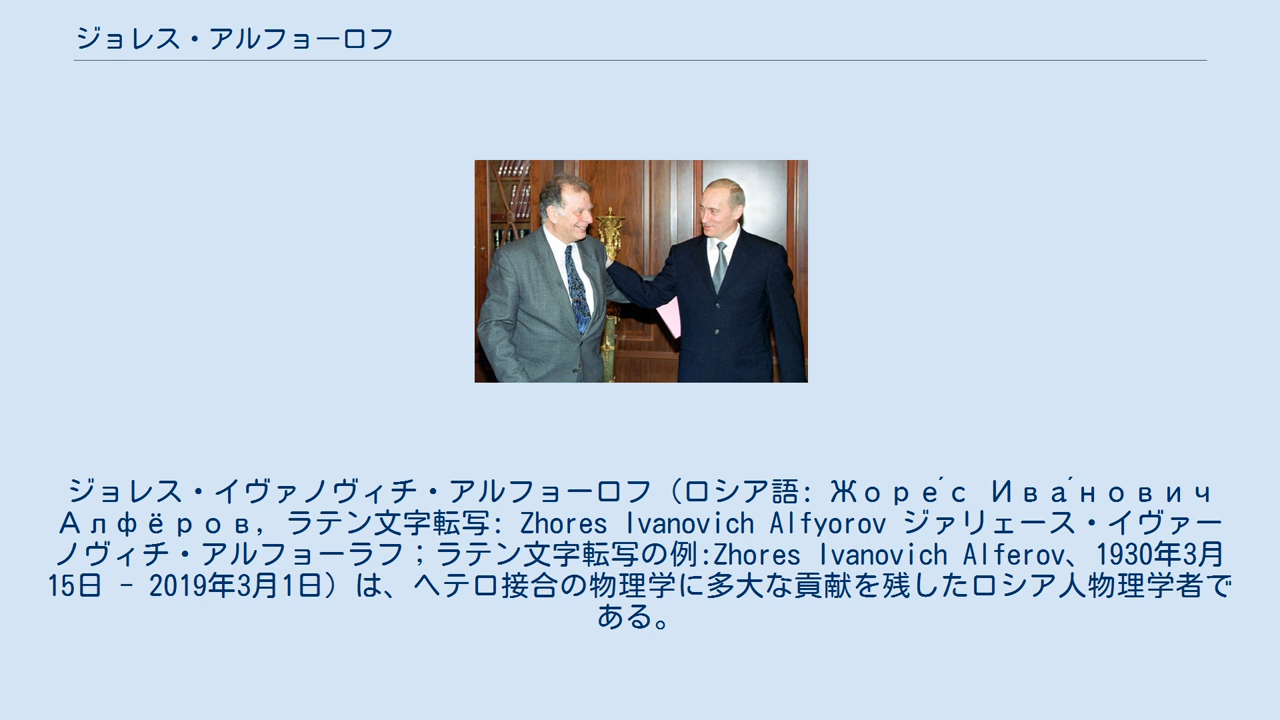 ジョレス・アルフョーロフ
ジョレス・イヴァノヴィチ・アルフョーロフ（ロシア語: Жоре́с Ива́нович
Алфёров, ラテン文字転写: Zhores Ivanovich Alfyorov ジァリェース・イヴァー
ノヴィチ・アルフョーラフ；ラテン文字転写の例:Zhores Ivanovich Alferov、1930年3月
15日 – 2019年3月1日）は、ヘテロ接合の物理学に多大な貢献を残したロシア人物理学者で
ある。